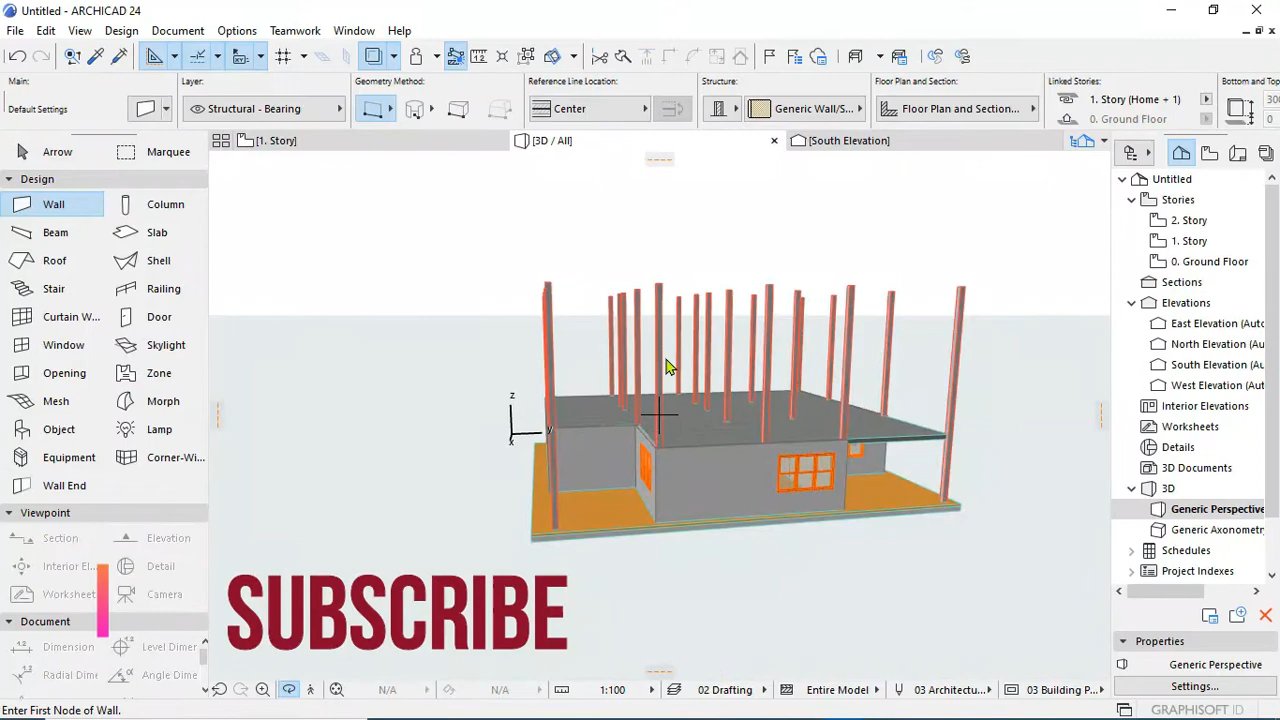 Untitled - ARCHICAD 24
File Edit View Design Document Options Teamwork Window Help
Main: Layer: Geometry Method: Reference Line Location: Structure: Floor Plan and Section: Linked Stories: Bottom and Top
Default Settings Structural - Bearing Center Generic Wall/S... Floor Plan and Section... 1. Story (Home + 1) 300
0. Ground Floor 0
[1. Story] [3D / All] [South Elevation]
Arrow Marquee
Design
Wall Column
Beam Slab
Roof Shell
Stair Railing
Curtain W... Door
Window Skylight
Opening Zone
Mesh Morph
Object Lamp
Equipment Corner-Wi...
Wall End
Viewpoint
Section Elevation
Interior El... Detail
Worksheet Camera
Document
Dimension Level Dimen
Radial Dime Angle Dime
Untitled
Stories
2. Story
1. Story
0. Ground Floor
Sections
Elevations
East Elevation (Auto
North Elevation (Au
South Elevation (Au
West Elevation (Aut
Interior Elevations
Worksheets
Details
3D Documents
3D
Generic Perspective
Generic Axonometr
Schedules
Project Indexes
Properties
Generic Perspective
Settings...
z
y
x
SUBSCRIBE
N/A N/A 1:100 02 Drafting Entire Model 03 Architectu... 03 Building P...
Enter First Node of Wall. GRAPHISOFT ID